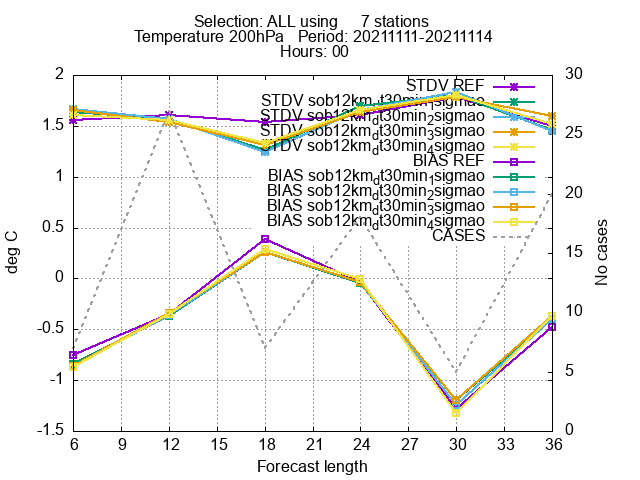 Selection: ALL using 7 stations
Temperature 200hPa Period: 20211111-20211114
Hours: 00
2
1.5
1
0.5
0
-0.5
-1
-1.5
deg C
30
25
20
15
10
5
0
No cases
STDV REF
STDV sob12km_dt30min_1sigmao
STDV sob12km_dt30min_2sigmao
STDV sob12km_dt30min_3sigmao
STDV sob12km_dt30min_4sigmao
BIAS REF
BIAS sob12km_dt30min_1sigmao
BIAS sob12km_dt30min_2sigmao
BIAS sob12km_dt30min_3sigmao
BIAS sob12km_dt30min_4sigmao
CASES
6 9 12 15 18 21 24 27 30 33 36
Forecast length